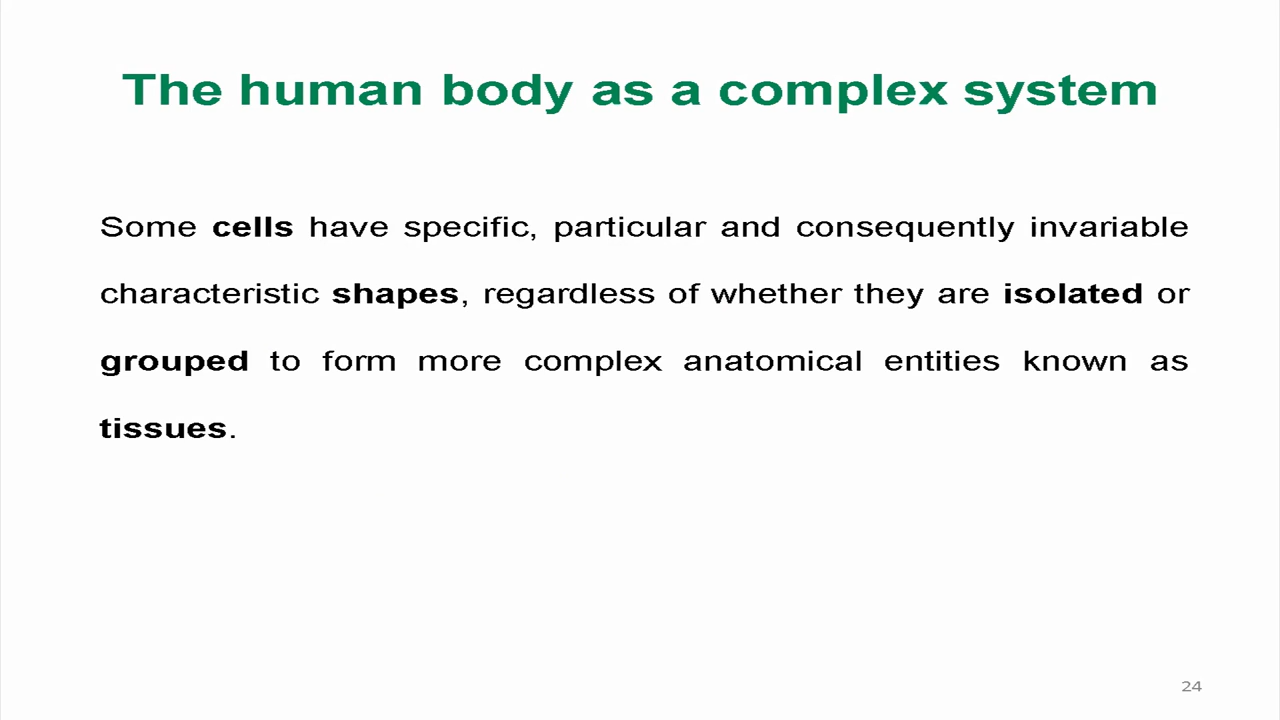 The human body as a complex system
Some cells have specific, particular and consequently invariable
characteristic shapes, regardless of whether they are isolated or
grouped to form more complex anatomical entities known as
tissues.
24